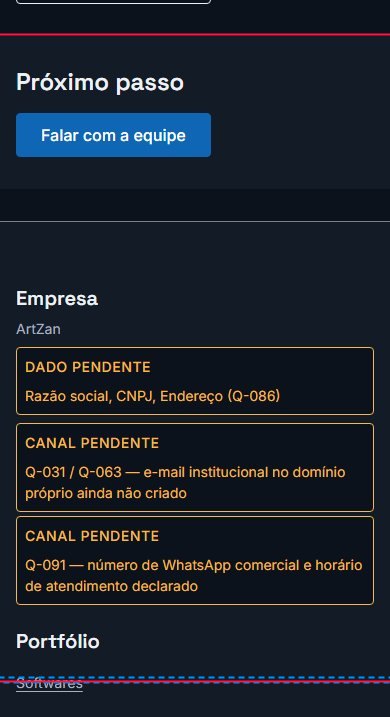 Próximo passo
Falar com a equipe
Empresa
ArtZan
DADO PENDENTE
Razão social, CNPJ, Endereço (Q-086)
CANAL PENDENTE
Q-031 / Q-063 — e-mail institucional no domínio
próprio ainda não criado
CANAL PENDENTE
Q-091 — número de WhatsApp comercial e horário
de atendimento declarado
Portfólio
Softwares